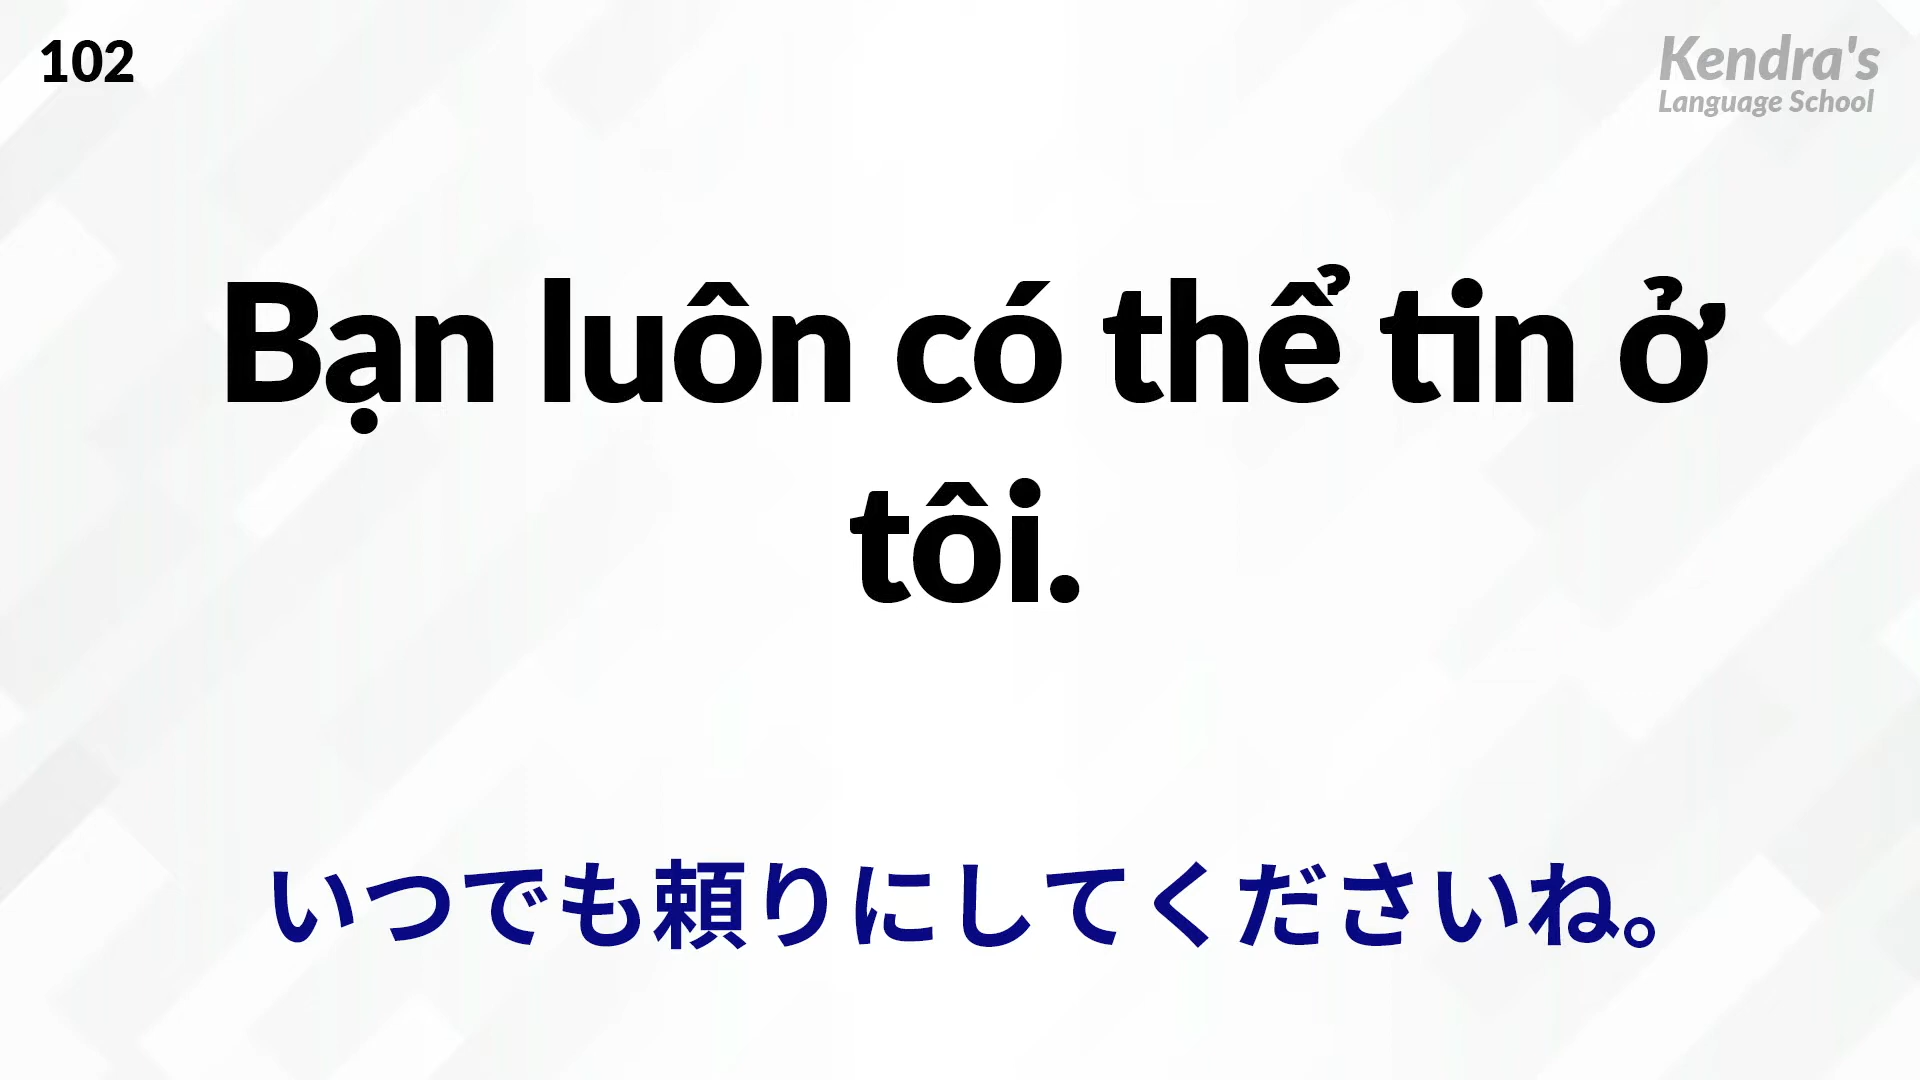 102
Kendra's
Language School
Bạn luôn có thể tin ở
tôi.
いつでも頼りにしてくださいね。